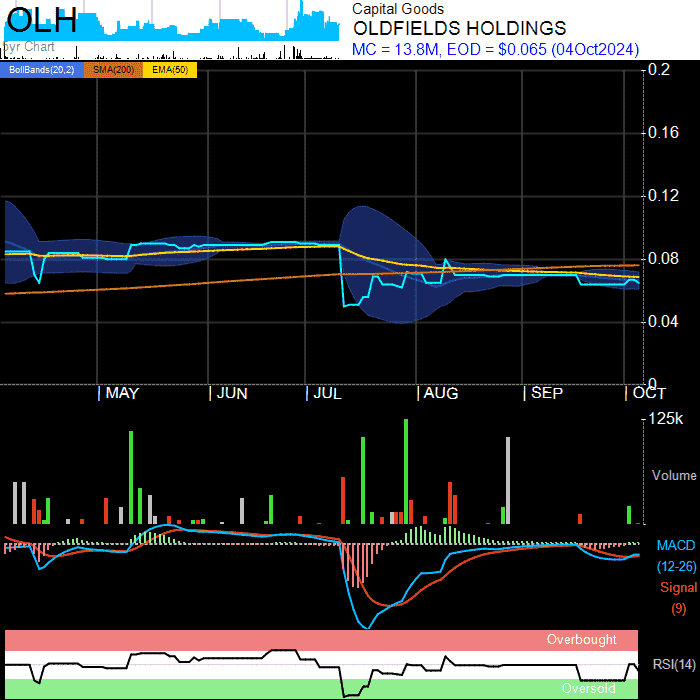 OLH
5yr Chart
Capital Goods
OLDFIELDS HOLDINGS
MC = 13.8M, EOD = $0.065 (04Oct2024)
BollBands(20,2) SMA(200) EMA(50)
0.2
0.16
0.12
0.08
0.04
0
MAY JUN JUL AUG SEP OCT
125k
Volume
MACD
(12-26)
Signal
(9)
Overbought
RSI(14)
Oversold